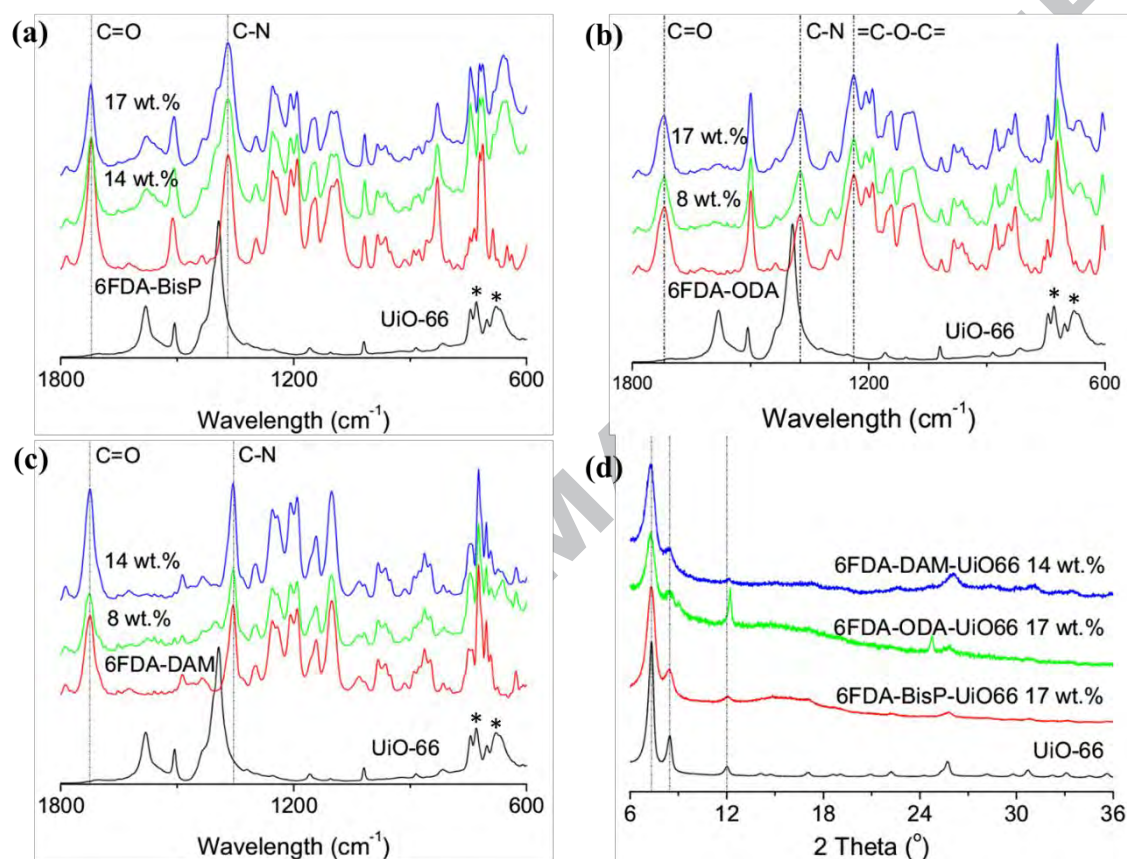 (a)
C=O
C-N
17 wt.%
14 wt.%
6FDA-BisP
UiO-66
* *
1800 1200 600
Wavelength (cm⁻¹)
(b)
C=O
C-N =C-O-C=
17 wt.%
8 wt.%
6FDA-ODA
UiO-66
* *
1800 1200 600
Wavelength (cm⁻¹)
(c)
C=O
C-N
14 wt.%
8 wt.%
6FDA-DAM
UiO-66
* *
1800 1200 600
Wavelength (cm⁻¹)
(d)
6FDA-DAM-UiO66 14 wt.%
6FDA-ODA-UiO66 17 wt.%
6FDA-BisP-UiO66 17 wt.%
UiO-66
6 12 18 24 30 36
2 Theta (°)